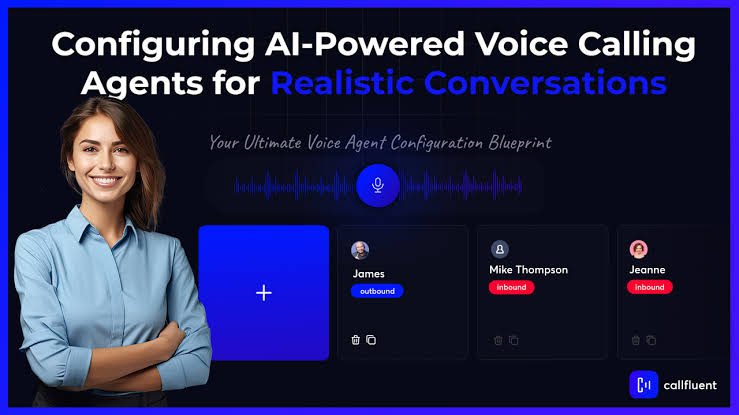 Configuring AI-Powered Voice Calling
Agents for Realistic Conversations
Your Ultimate Voice Agent Configuration Blueprint
James
outbound
Mike Thompson
inbound
Jeanne
inbound
callfluent